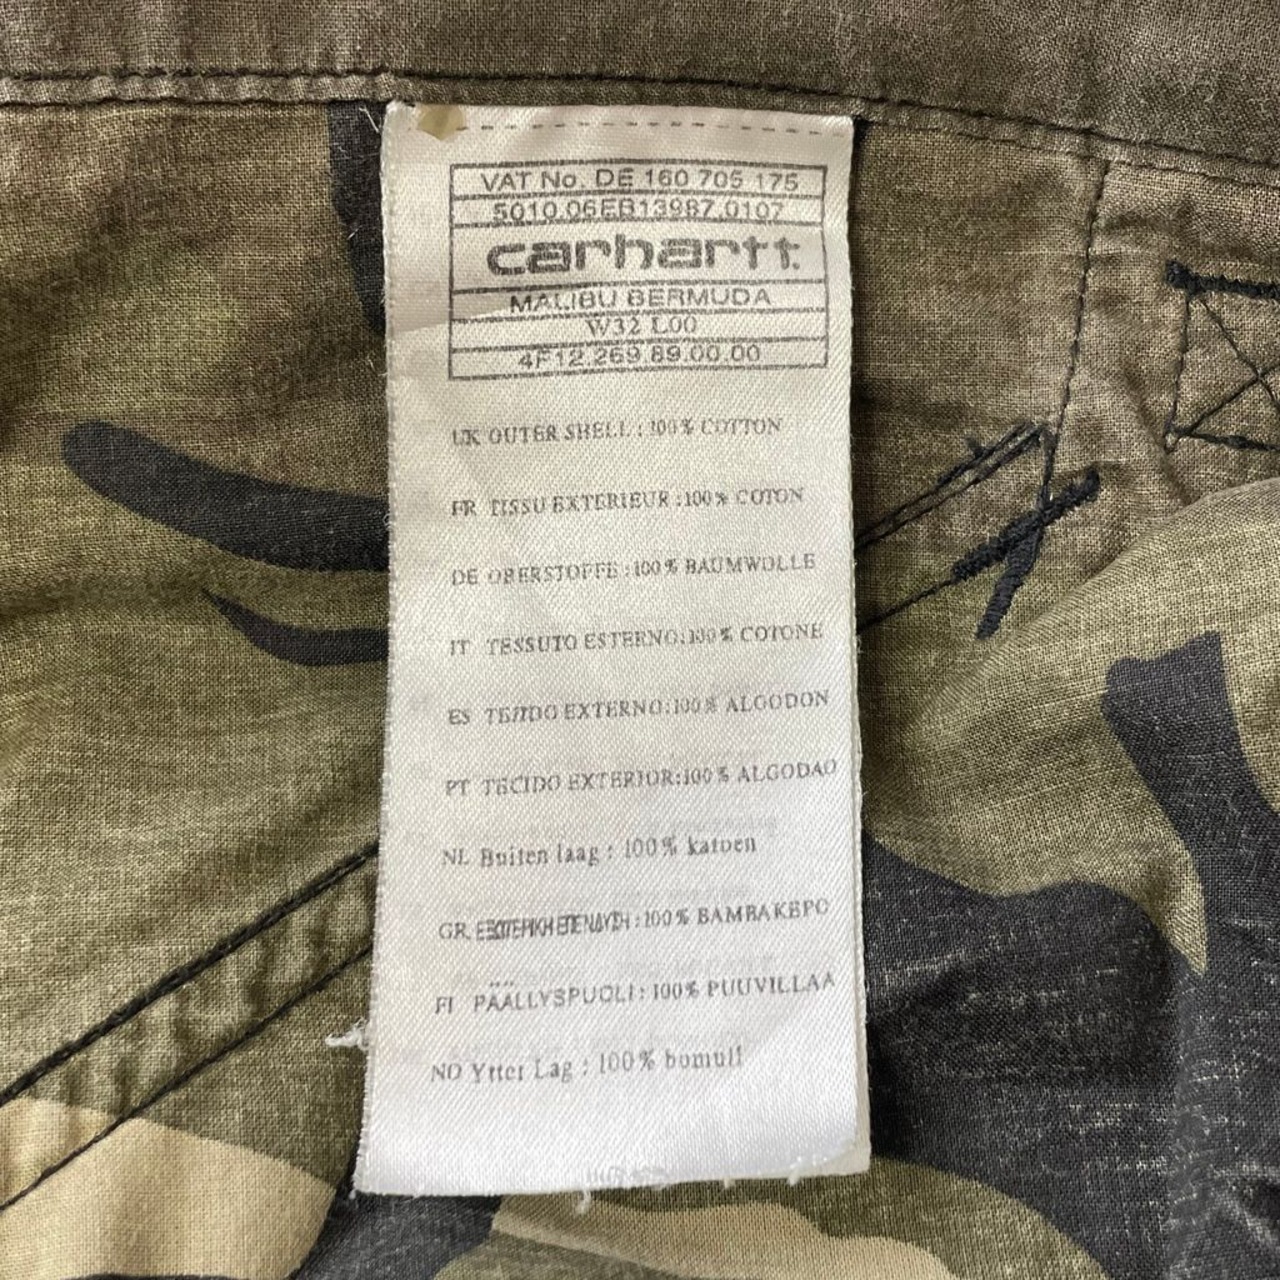 VAT No. DE 160 705 175
5010.06EB13987.0107
carhartt.
MALIBU BERMUDA
W32 L00
4F12.269.89.00.00
UK OUTER SHELL : 100% COTTON
FR TISSU EXTERIEUR : 100% COTON
DE OBERSTOFFE : 100% BAUMWOLLE
IT TESSUTO ESTERNO: 100% COTONE
ES TEJIDO EXTERNO: 100% ALGODON
PT TECIDO EXTERIOR: 100% ALGODAO
NL Buiten laag : 100% katoen
GR : 100% BAMBAKEPO
FI PÄÄLLYSPUOLI : 100% PUUVILLAA
NO Ytter Lag : 100% bomull